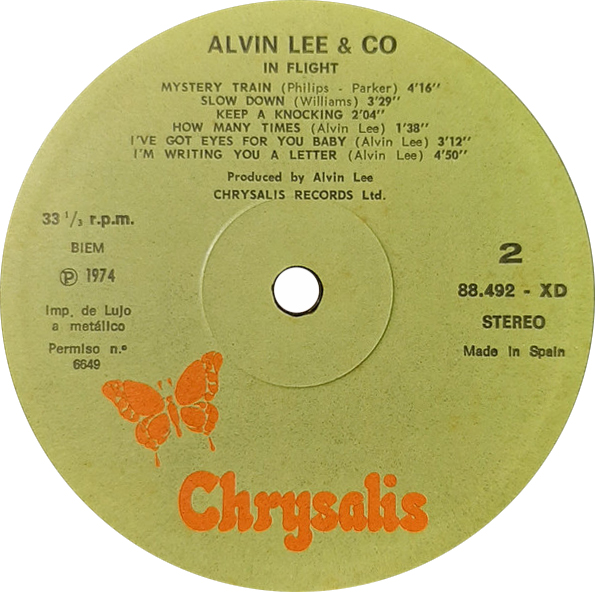 ALVIN LEE & CO
IN FLIGHT
MYSTERY TRAIN (Philips - Parker) 4'16''
SLOW DOWN (Williams) 3'29''
KEEP A KNOCKING 2'04''
HOW MANY TIMES (Alvin Lee) 1'38''
I'VE GOT EYES FOR YOU BABY (Alvin Lee) 3'12''
I'M WRITING YOU A LETTER (Alvin Lee) 4'50''
Produced by Alvin Lee
CHRYSALIS RECORDS Ltd.
33 1/3 r.p.m.
BIEM
Ⓟ 1974
Imp. de Lujo
a metálico
Permiso n.º
6649
2
88.492 - XD
STEREO
Made in Spain
Chrysalis